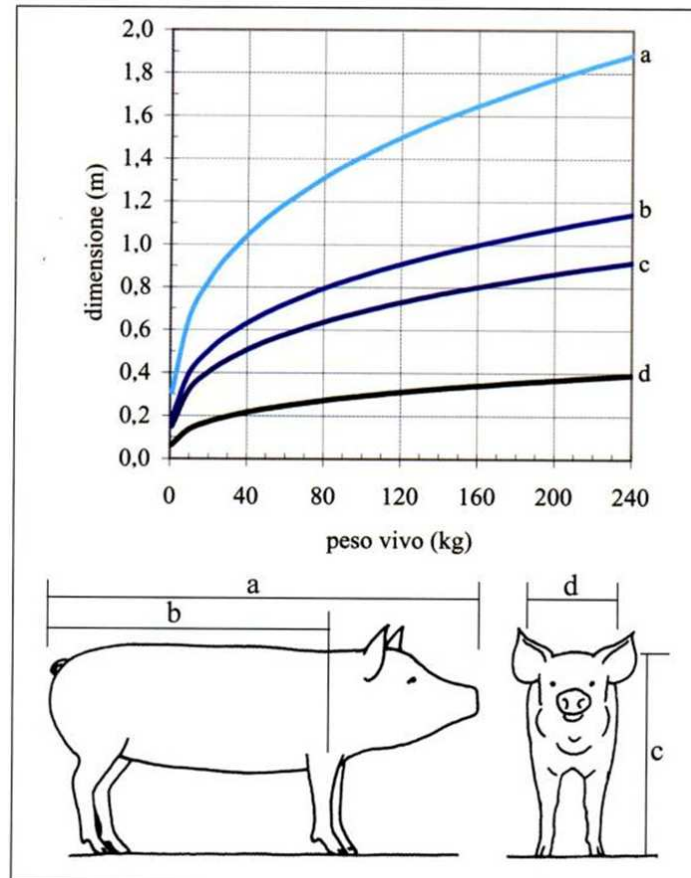 2,0
1,8
1,6
1,4
1,2
1,0
0,8
0,6
0,4
0,2
0,0
dimensione (m)
a
b
c
d
0 40 80 120 160 200 240
peso vivo (kg)
a
b
d
c